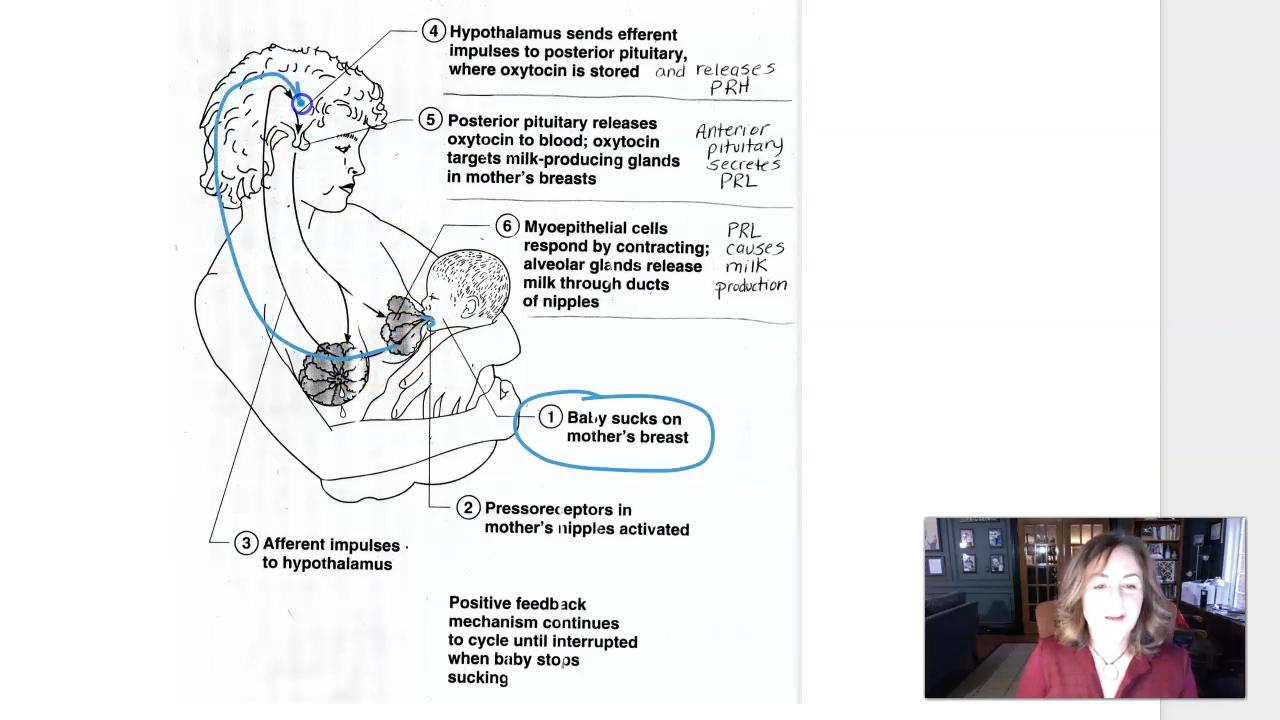 4 Hypothalamus sends efferent
impulses to posterior pituitary,
where oxytocin is stored and releases
PRH
5 Posterior pituitary releases
oxytocin to blood; oxytocin
targets milk-producing glands
in mother's breasts
Anterior
pituitary
secretes
PRL
6 Myoepithelial cells
respond by contracting;
alveolar glands release
milk through ducts
of nipples
PRL
causes
milk
production
1 Baby sucks on
mother's breast
2 Pressoreceptors in
mother's nipples activated
3 Afferent impulses
to hypothalamus
Positive feedback
mechanism continues
to cycle until interrupted
when baby stops
sucking